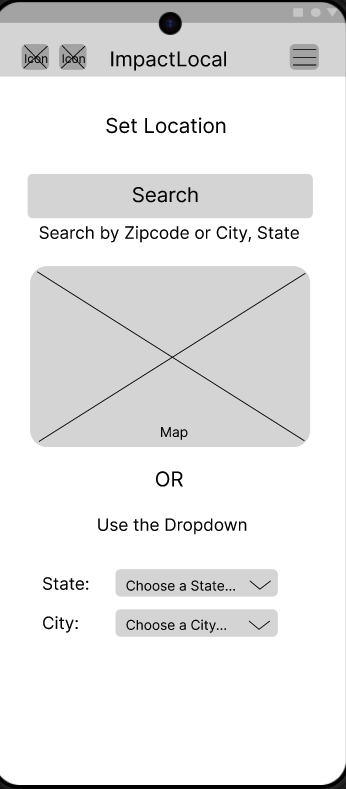 Icon Icon ImpactLocal
Set Location
Search
Search by Zipcode or City, State
Map
OR
Use the Dropdown
State: Choose a State...
City: Choose a City...